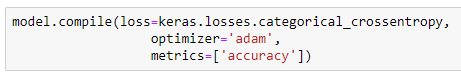 model.compile(loss=keras.losses.categorical_crossentropy,
              optimizer='adam',
              metrics=['accuracy'])